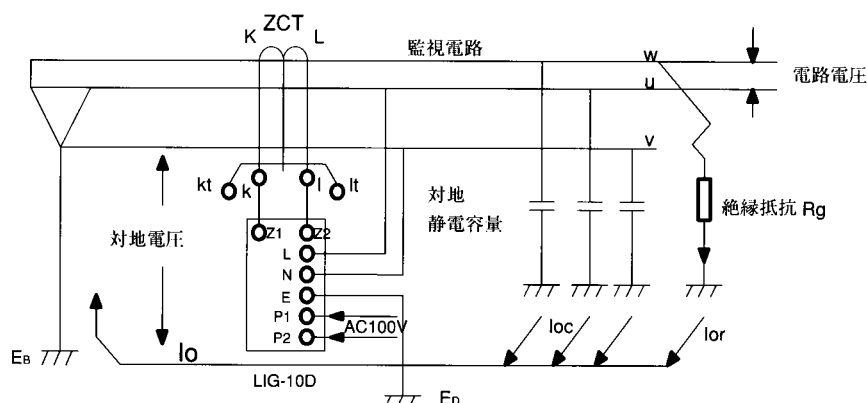 ZCT
K L
監視電路
w
u
電路電圧
v
kt k l lt
対地
静電容量
絶縁抵抗 Rg
Z1 Z2
対地電圧
L
N
E
P1
AC100V
P2
Io
Ioc
Ior
EB
LIG-10D
ED